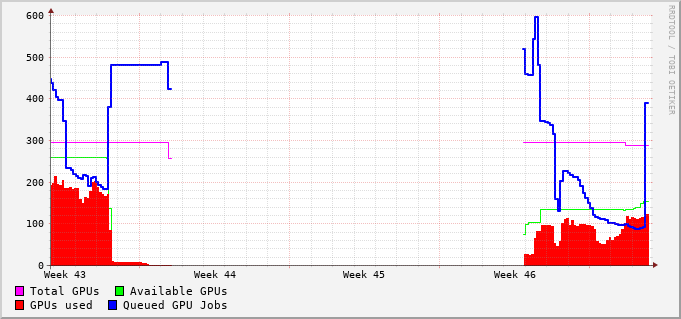 600
500
400
300
200
100
0
Week 43 Week 44 Week 45 Week 46
Total GPUs Available GPUs
GPUs used Queued GPU Jobs
RRDTOOL / TOBI OETIKER